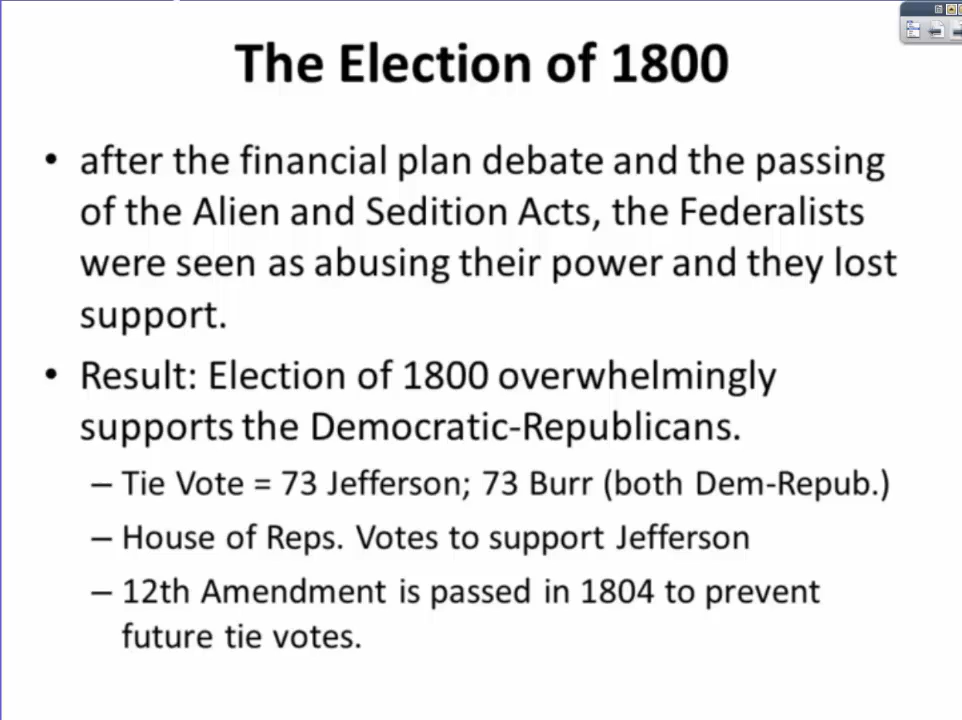 The Election of 1800
• after the financial plan debate and the passing
of the Alien and Sedition Acts, the Federalists
were seen as abusing their power and they lost
support.
• Result: Election of 1800 overwhelmingly
supports the Democratic-Republicans.
– Tie Vote = 73 Jefferson; 73 Burr (both Dem-Repub.)
– House of Reps. Votes to support Jefferson
– 12th Amendment is passed in 1804 to prevent
future tie votes.